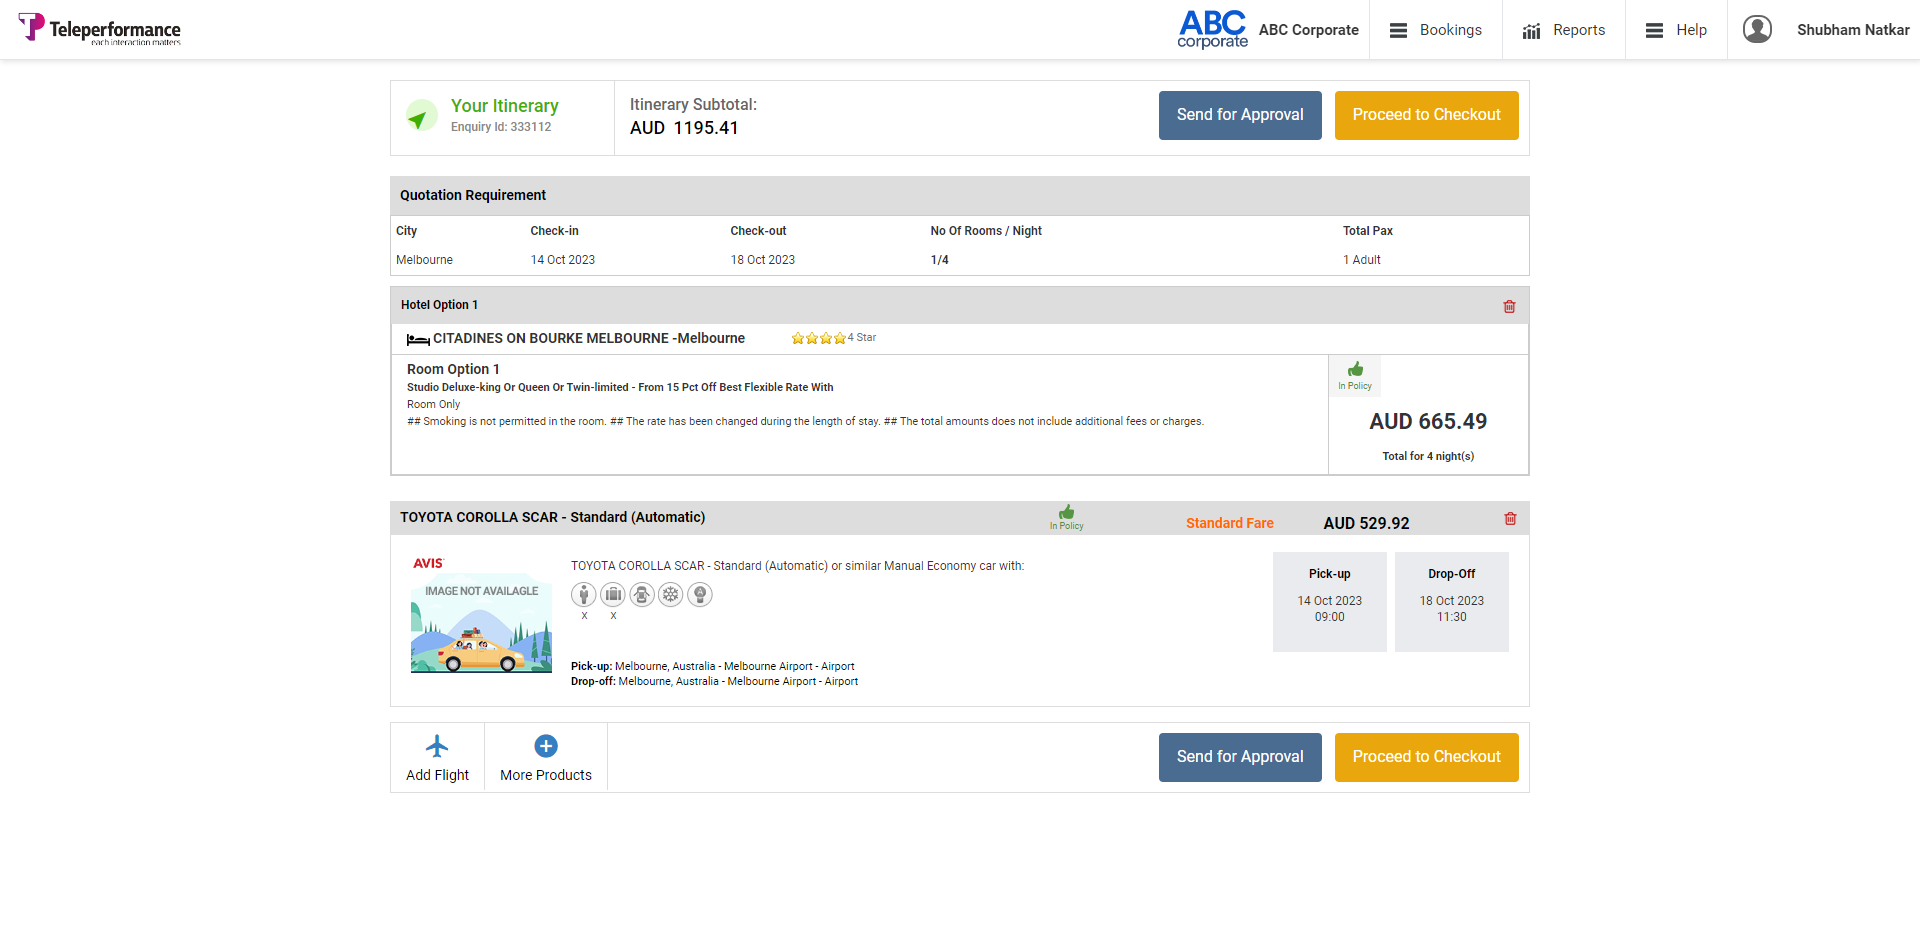 Teleperformance
each interaction matters
ABC
corporate
ABC Corporate
Bookings
Reports
Help
Shubham Natkar
Your Itinerary
Enquiry Id: 333112
Itinerary Subtotal:
AUD 1195.41
Send for Approval
Proceed to Checkout
Quotation Requirement
City Check-in Check-out No Of Rooms / Night Total Pax
Melbourne 14 Oct 2023 18 Oct 2023 1/4 1 Adult
Hotel Option 1
CITADINES ON BOURKE MELBOURNE -Melbourne 4 Star
Room Option 1
Studio Deluxe-king Or Queen Or Twin-limited - From 15 Pct Off Best Flexible Rate With
Room Only
## Smoking is not permitted in the room. ## The rate has been changed during the length of stay. ## The total amounts does not include additional fees or charges.
In Policy
AUD 665.49
Total for 4 night(s)
TOYOTA COROLLA SCAR - Standard (Automatic)
In Policy
Standard Fare
AUD 529.92
AVIS
IMAGE NOT AVAILAGLE
TOYOTA COROLLA SCAR - Standard (Automatic) or similar Manual Economy car with:
A
X X
Pick-up: Melbourne, Australia - Melbourne Airport - Airport
Drop-off: Melbourne, Australia - Melbourne Airport - Airport
Pick-up
14 Oct 2023
09:00
Drop-Off
18 Oct 2023
11:30
Add Flight
More Products
Send for Approval
Proceed to Checkout